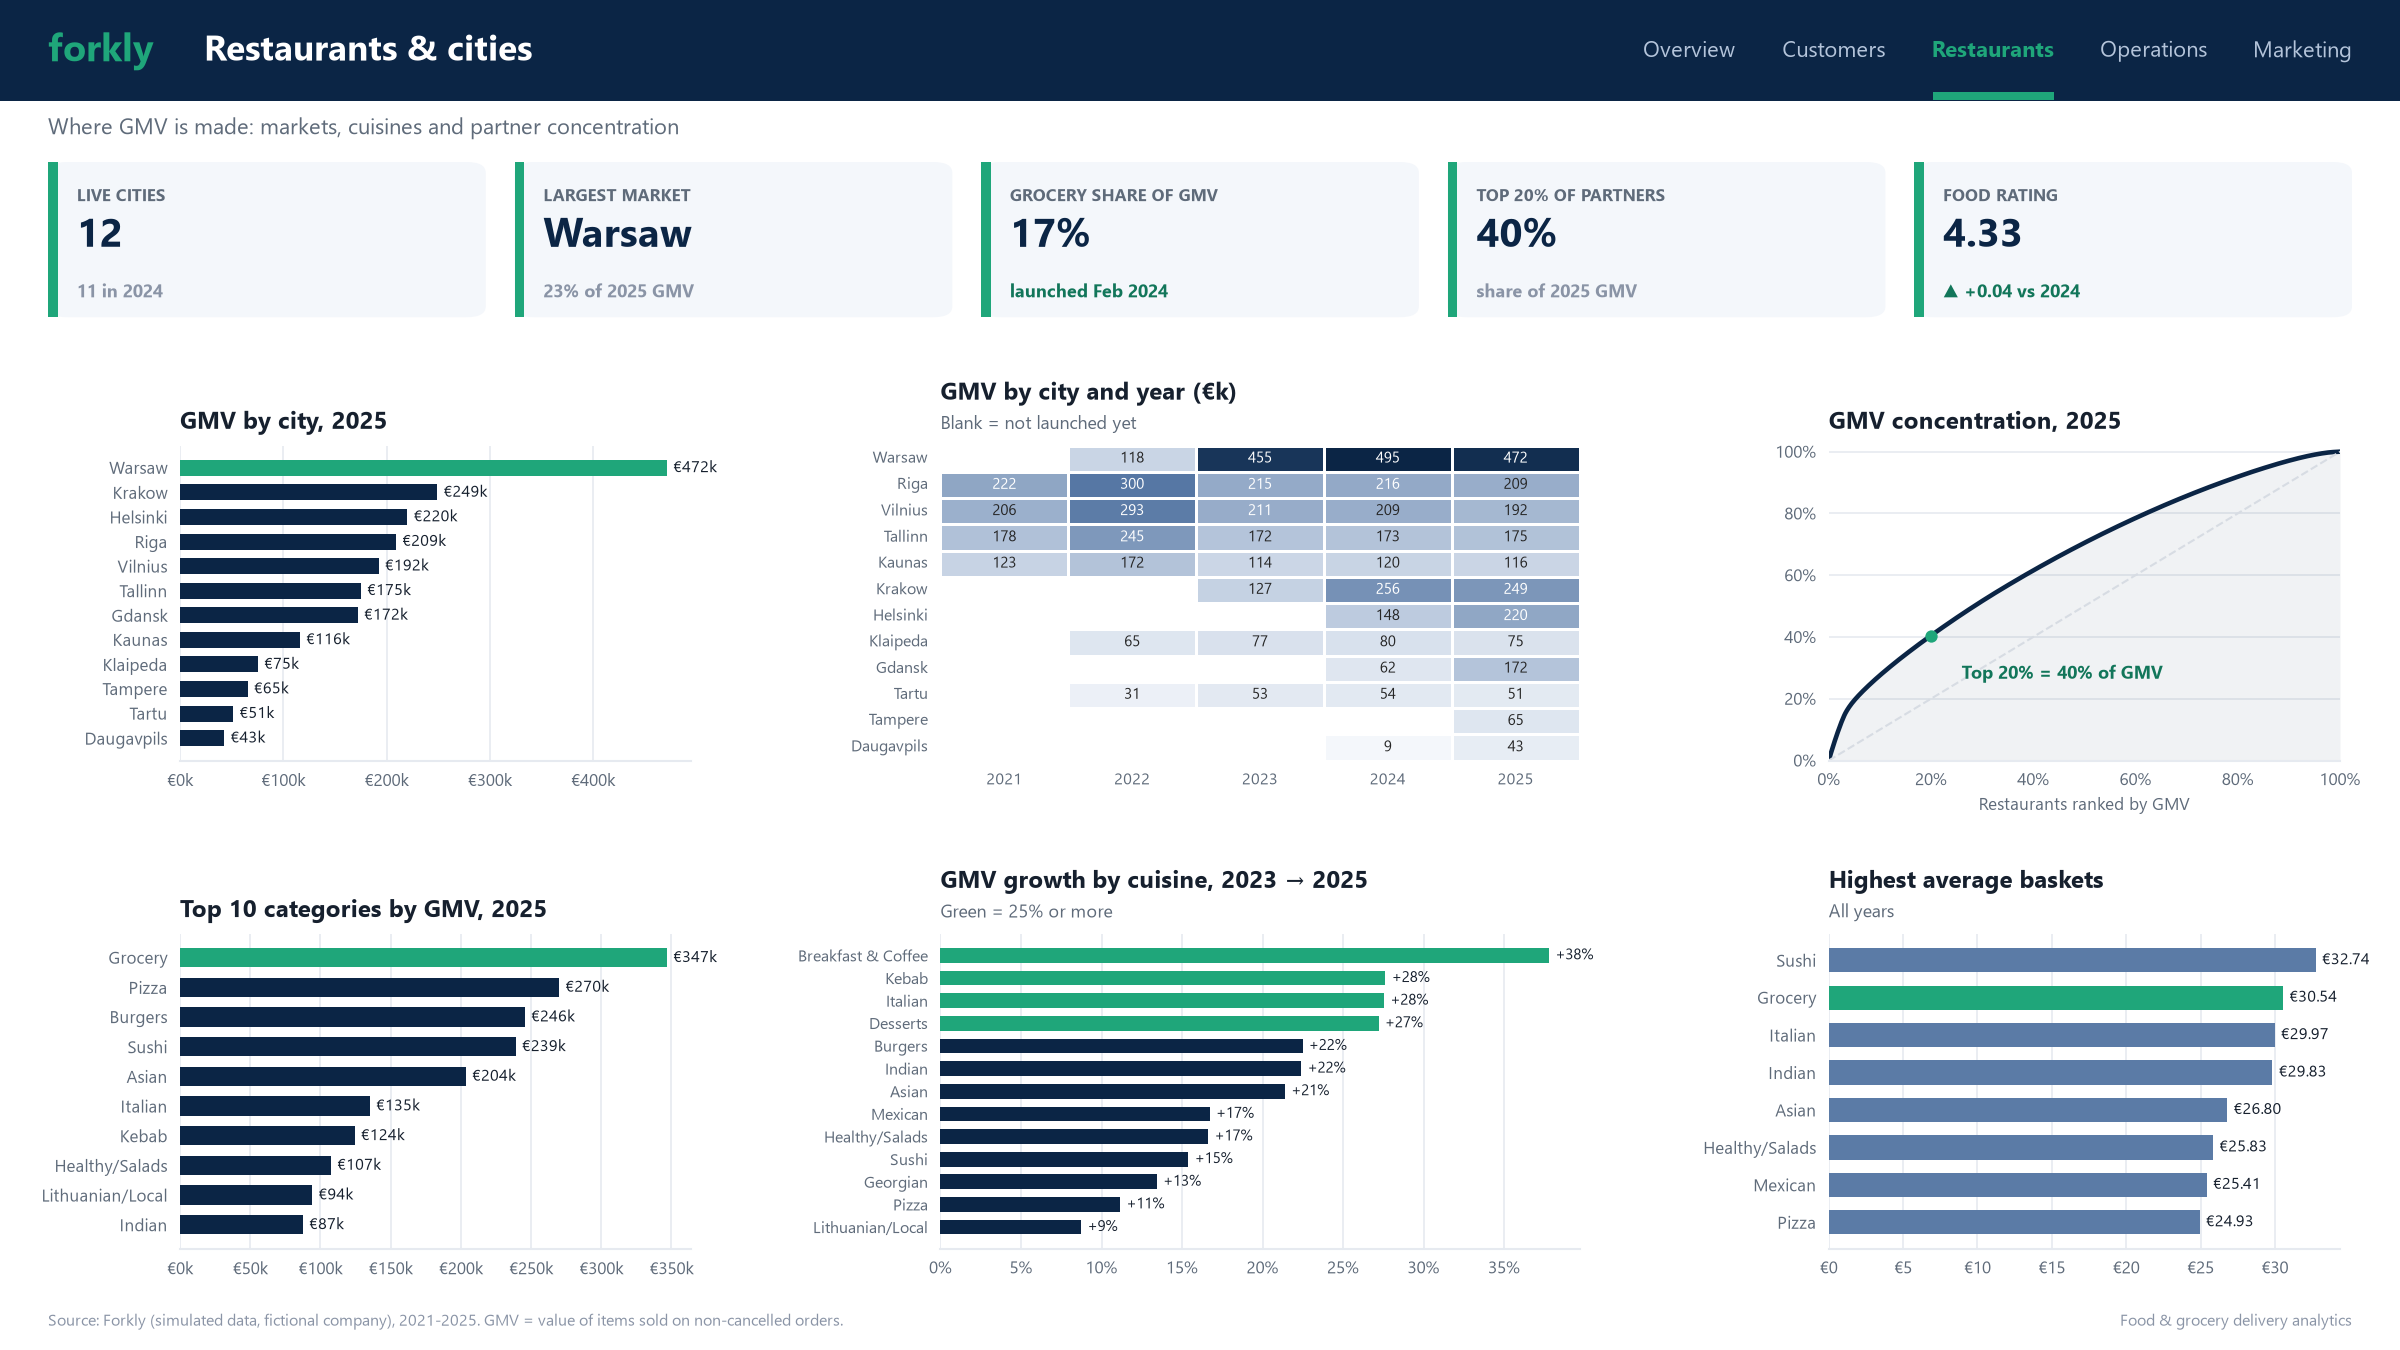 forkly
Restaurants & cities
Overview
Customers
Restaurants
Operations
Marketing
Where GMV is made: markets, cuisines and partner concentration
LIVE CITIES
12
11 in 2024
LARGEST MARKET
Warsaw
23% of 2025 GMV
GROCERY SHARE OF GMV
17%
launched Feb 2024
TOP 20% OF PARTNERS
40%
share of 2025 GMV
FOOD RATING
4.33
▲ +0.04 vs 2024
GMV by city, 2025
Warsaw €472k
Krakow €249k
Helsinki €220k
Riga €209k
Vilnius €192k
Tallinn €175k
Gdansk €172k
Kaunas €116k
Klaipeda €75k
Tampere €65k
Tartu €51k
Daugavpils €43k
€0k €100k €200k €300k €400k
GMV by city and year (€k)
Blank = not launched yet
Warsaw 118 455 495 472
Riga 222 300 215 216 209
Vilnius 206 293 211 209 192
Tallinn 178 245 172 173 175
Kaunas 123 172 114 120 116
Krakow 127 256 249
Helsinki 148 220
Klaipeda 65 77 80 75
Gdansk 62 172
Tartu 31 53 54 51
Tampere 65
Daugavpils 9 43
2021 2022 2023 2024 2025
GMV concentration, 2025
100%
80%
60%
40%
20%
0%
Top 20% = 40% of GMV
0% 20% 40% 60% 80% 100%
Restaurants ranked by GMV
Top 10 categories by GMV, 2025
Grocery €347k
Pizza €270k
Burgers €246k
Sushi €239k
Asian €204k
Italian €135k
Kebab €124k
Healthy/Salads €107k
Lithuanian/Local €94k
Indian €87k
€0k €50k €100k €150k €200k €250k €300k €350k
GMV growth by cuisine, 2023 → 2025
Green = 25% or more
Breakfast & Coffee +38%
Kebab +28%
Italian +28%
Desserts +27%
Burgers +22%
Indian +22%
Asian +21%
Mexican +17%
Healthy/Salads +17%
Sushi +15%
Georgian +13%
Pizza +11%
Lithuanian/Local +9%
0% 5% 10% 15% 20% 25% 30% 35%
Highest average baskets
All years
Sushi €32.74
Grocery €30.54
Italian €29.97
Indian €29.83
Asian €26.80
Healthy/Salads €25.83
Mexican €25.41
Pizza €24.93
€0 €5 €10 €15 €20 €25 €30
Source: Forkly (simulated data, fictional company), 2021-2025. GMV = value of items sold on non-cancelled orders.
Food & grocery delivery analytics